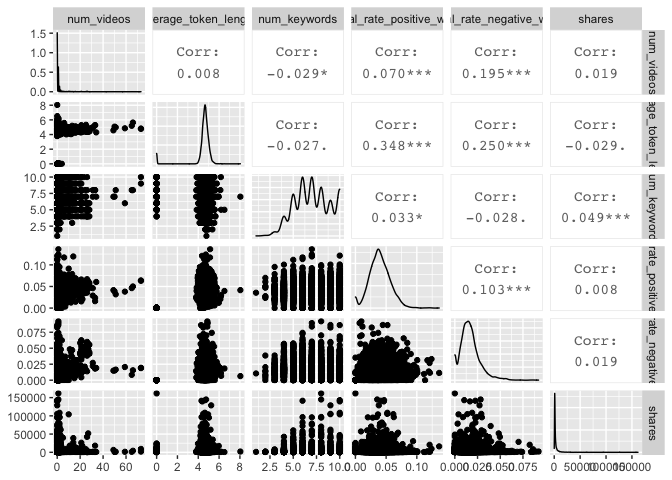 num_videos erage_token_leng num_keywords al_rate_positive_w al_rate_negative_w shares
1.5
1.0
0.5
0.0
Corr:
0.008
Corr:
-0.029*
Corr:
0.070***
Corr:
0.195***
Corr:
0.019
num_videos
8
6
4
2
0
Corr:
-0.027.
Corr:
0.348***
Corr:
0.250***
Corr:
-0.029.
age_token_le
10.0
7.5
5.0
2.5
Corr:
0.033*
Corr:
-0.028.
Corr:
0.049***
um_keyword
0.10
0.05
0.00
Corr:
0.103***
Corr:
0.008
rate_positive
0.075
0.050
0.025
0.000
Corr:
0.019
rate_negative
150000
100000
50000
0
shares
0 20 40 60
0 2 4 6 8
2.5 5.0 7.5 10.0
0.00 0.05 0.10
0.000 0.025 0.050 0.075
0 50000 100000 150000